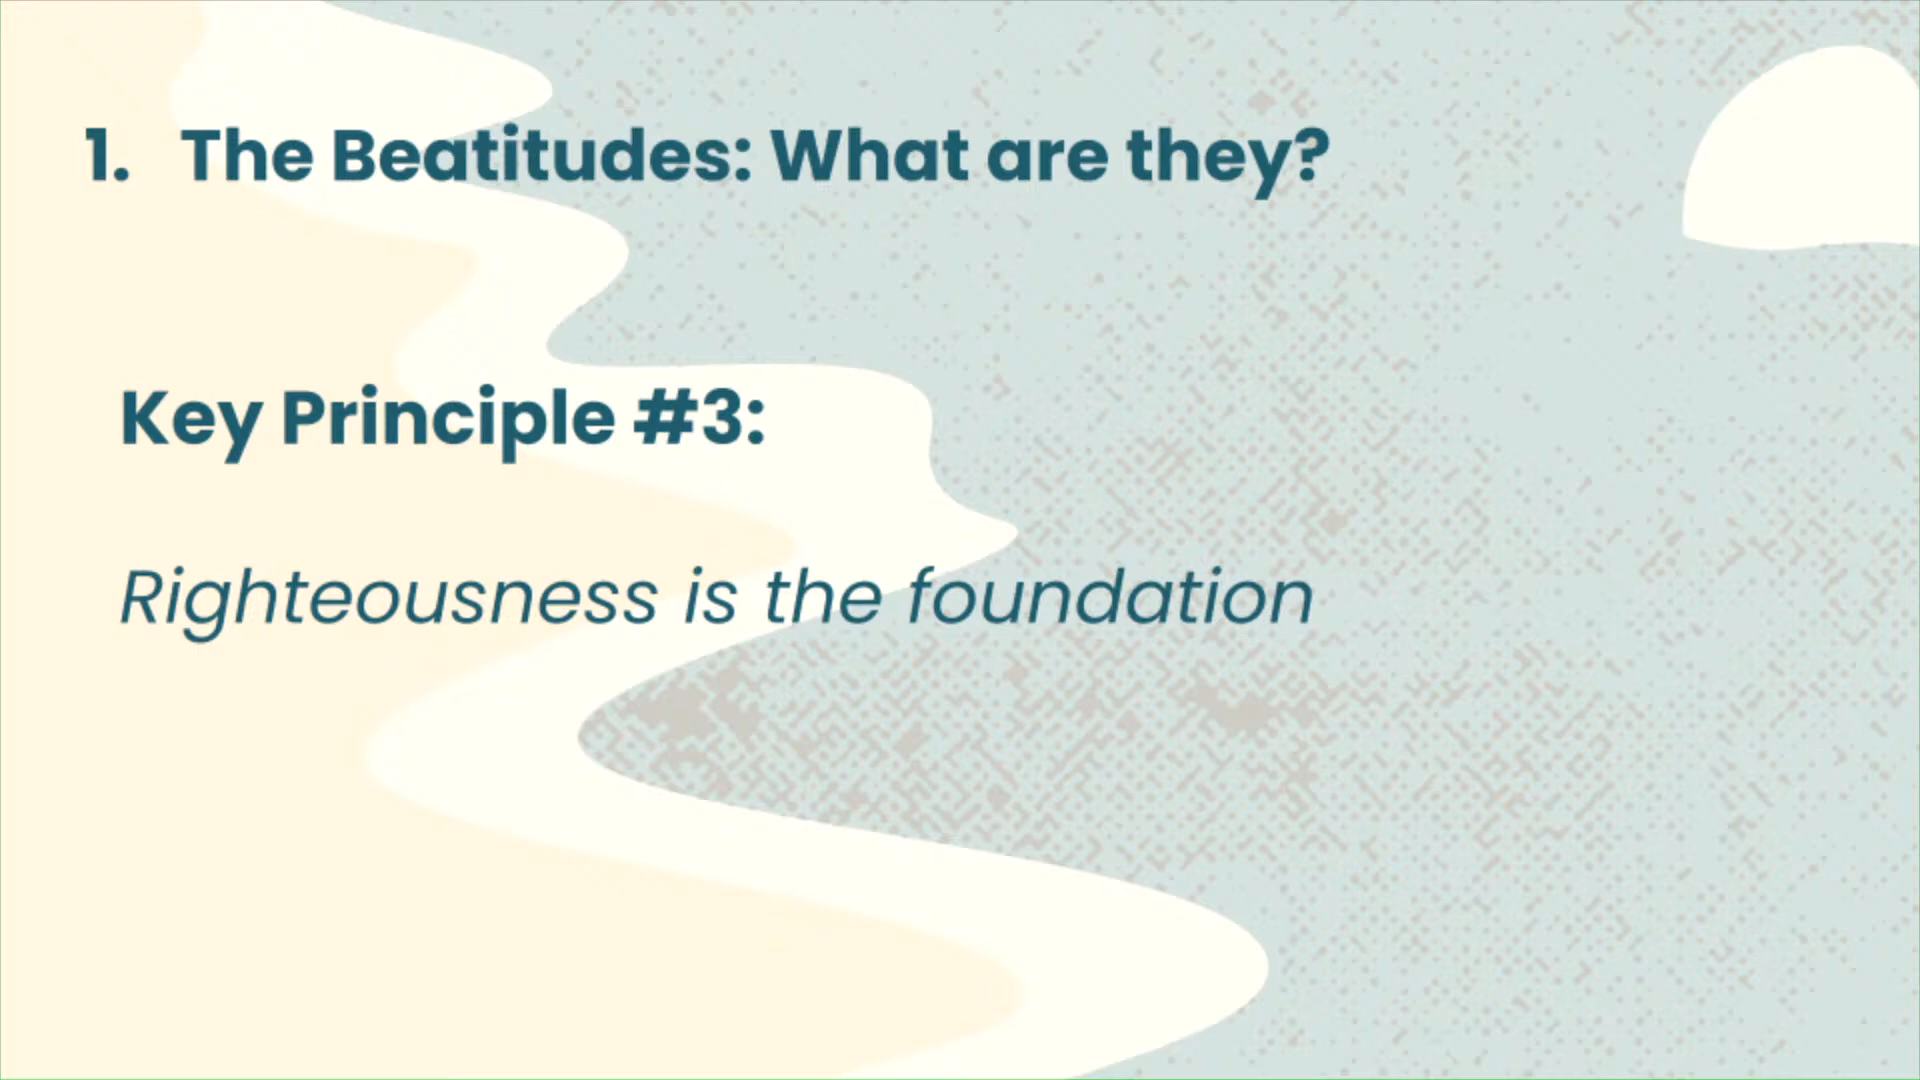 1. The Beatitudes: What are they?
Key Principle #3:
Righteousness is the foundation